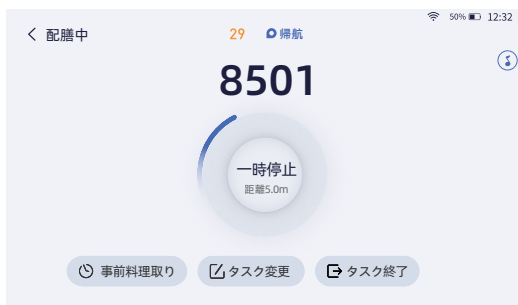 50% 12:32
配膳中 29 帰航
8501
一時停止
距離5.0m
事前料理取り タスク変更 タスク終了